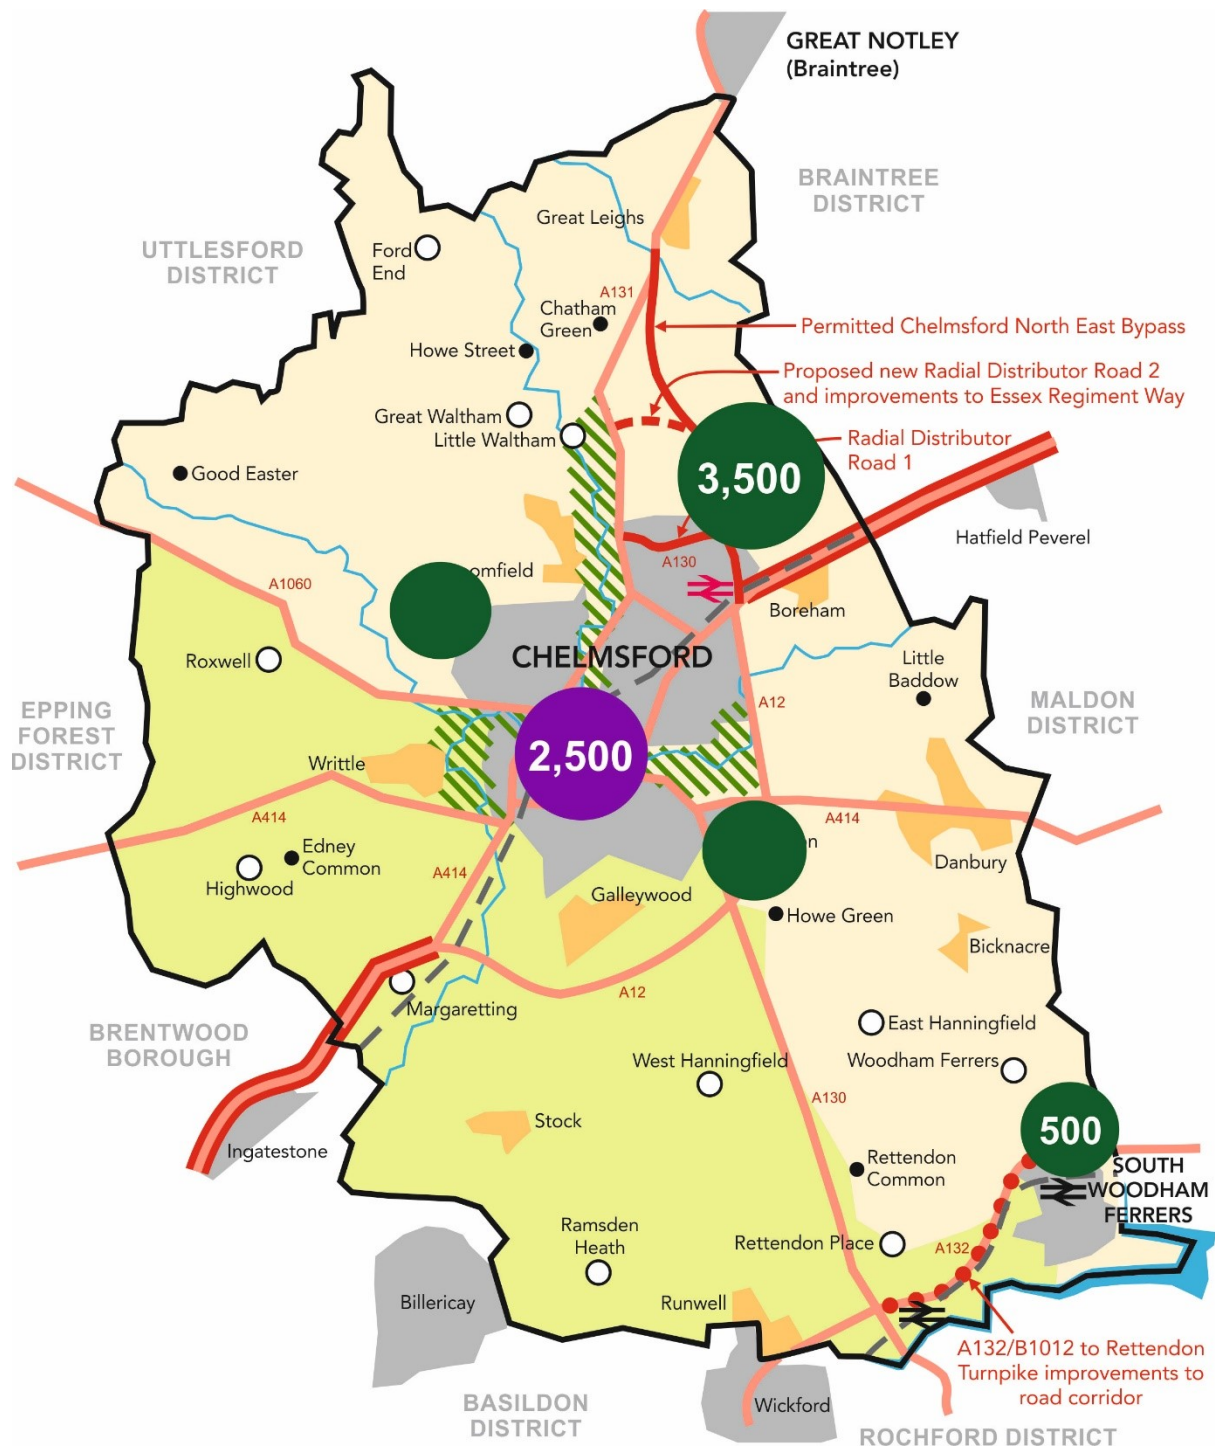 GREAT NOTLEY
(Braintree)
BRAINTREE
DISTRICT
UTTLESFORD
DISTRICT
Great Leighs
Ford
End
A131
Chatham
Green
Permitted Chelmsford North East Bypass
Howe Street
Proposed new Radial Distributor Road 2
and improvements to Essex Regiment Way
Great Waltham
Little Waltham
Radial Distributor
Road 1
Good Easter
3,500
Hatfield Peverel
A130
omfield
A1060
Boreham
Roxwell
CHELMSFORD
Little
Baddow
EPPING
FOREST
DISTRICT
A12
MALDON
DISTRICT
Writtle
2,500
A414
A414
Edney
Common
Highwood
A414
Danbury
Galleywood
Howe Green
Bicknacre
A12
Margaretting
BRENTWOOD
BOROUGH
East Hanningfield
West Hanningfield
Woodham Ferrers
A130
Stock
500
Ingatestone
Rettendon
Common
SOUTH
WOODHAM
FERRERS
Ramsden
Heath
Rettendon Place
A132
Billericay
Runwell
A132/B1012 to Rettendon
Turnpike improvements to
road corridor
BASILDON
DISTRICT
Wickford
ROCHFORD DISTRICT